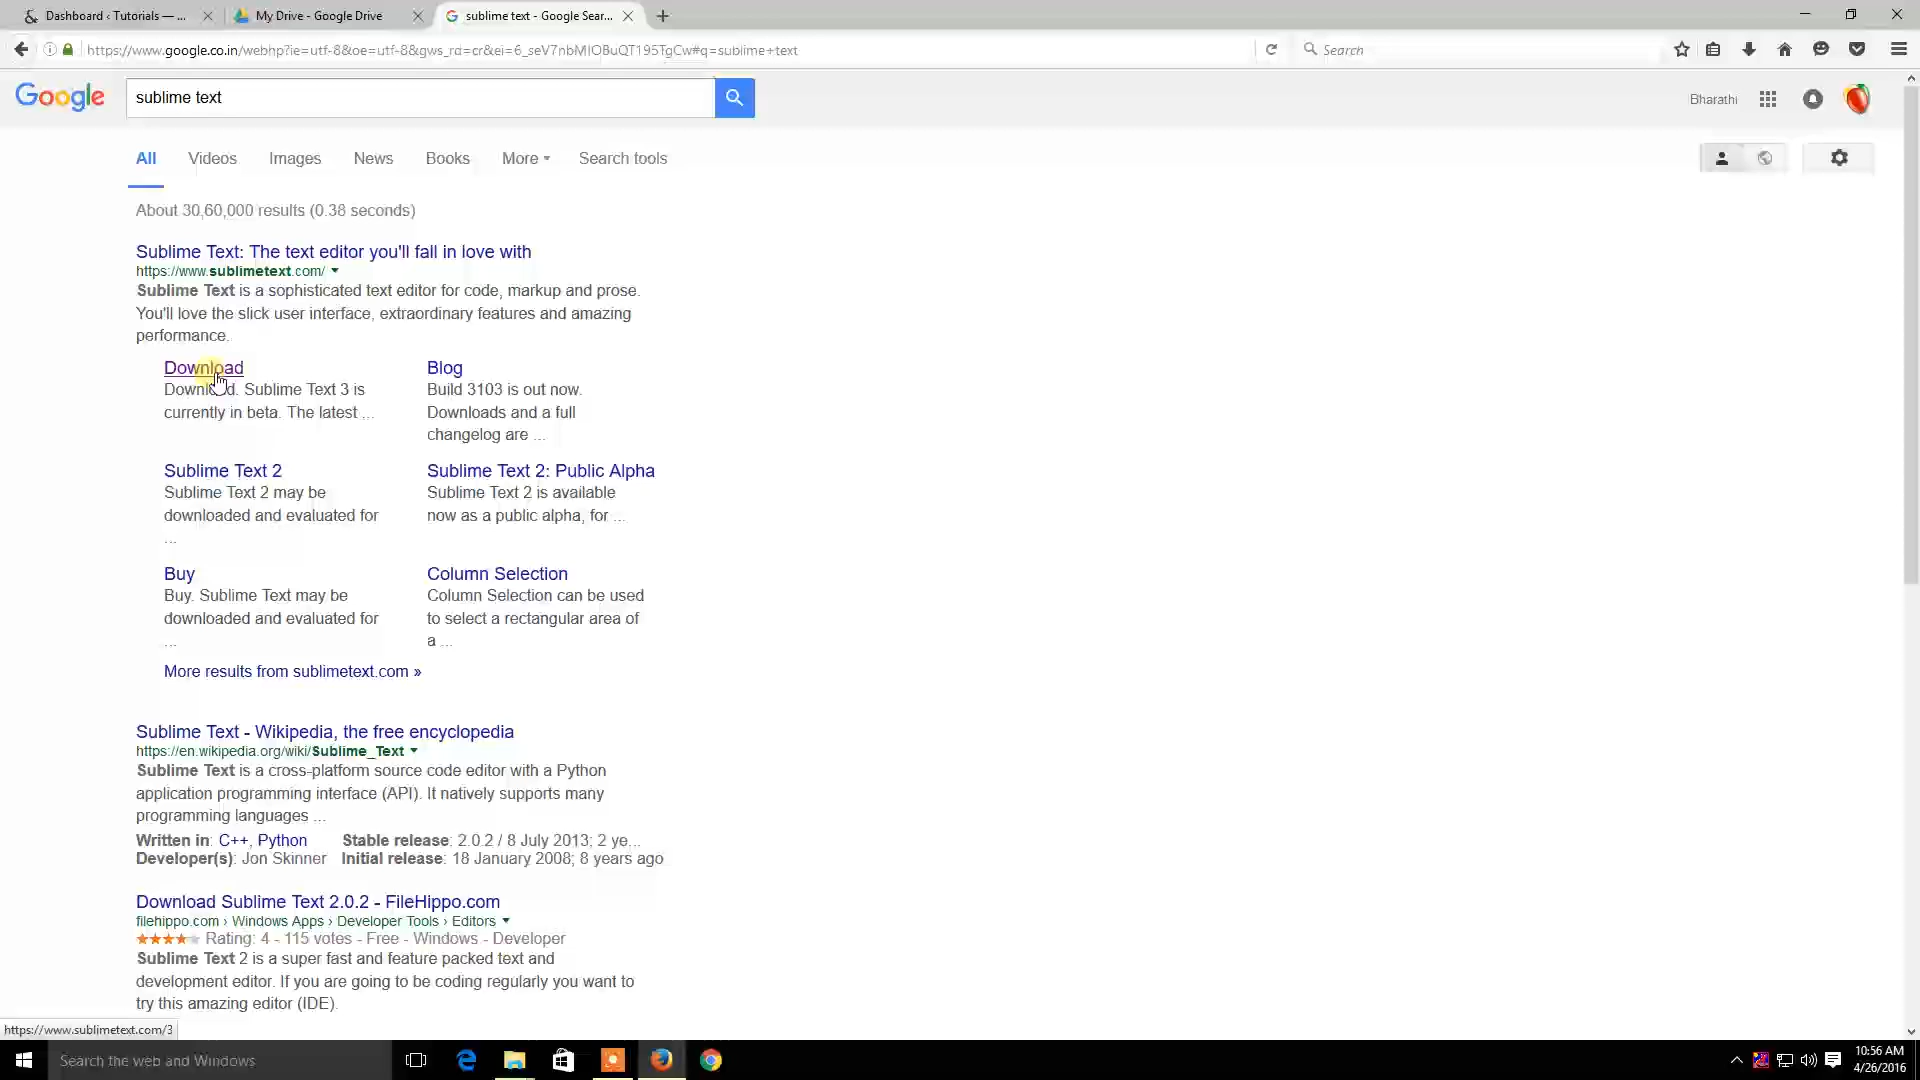 Dashboard ‹ Tutorials — ...
My Drive - Google Drive
sublime text - Google Sear...
https://www.google.co.in/webhp?ie=utf-8&oe=utf-8&gws_rd=cr&ei=6_seV7nbMIOBuQT195TgCw#q=sublime+text
Search
Google
sublime text
Bharathi
All
Videos
Images
News
Books
More
Search tools
About 30,60,000 results (0.38 seconds)
Sublime Text: The text editor you'll fall in love with
https://www.sublimetext.com/
Sublime Text is a sophisticated text editor for code, markup and prose.
You'll love the slick user interface, extraordinary features and amazing
performance.
Download
Download. Sublime Text 3 is
currently in beta. The latest ...
Blog
Build 3103 is out now.
Downloads and a full
changelog are ...
Sublime Text 2
Sublime Text 2 may be
downloaded and evaluated for
...
Sublime Text 2: Public Alpha
Sublime Text 2 is available
now as a public alpha, for ...
Buy
Buy. Sublime Text may be
downloaded and evaluated for
...
Column Selection
Column Selection can be used
to select a rectangular area of
a ...
More results from sublimetext.com »
Sublime Text - Wikipedia, the free encyclopedia
https://en.wikipedia.org/wiki/Sublime_Text
Sublime Text is a cross-platform source code editor with a Python
application programming interface (API). It natively supports many
programming languages ...
Written in: C++, Python Stable release: 2.0.2 / 8 July 2013; 2 ye...
Developer(s): Jon Skinner Initial release: 18 January 2008; 8 years ago
Download Sublime Text 2.0.2 - FileHippo.com
filehippo.com › Windows Apps › Developer Tools › Editors
Rating: 4 - 115 votes - Free - Windows - Developer
Sublime Text 2 is a super fast and feature packed text and
development editor. If you are going to be coding regularly you want to
try this amazing editor (IDE).
https://www.sublimetext.com/3
Search the web and Windows
10:56 AM
4/26/2016